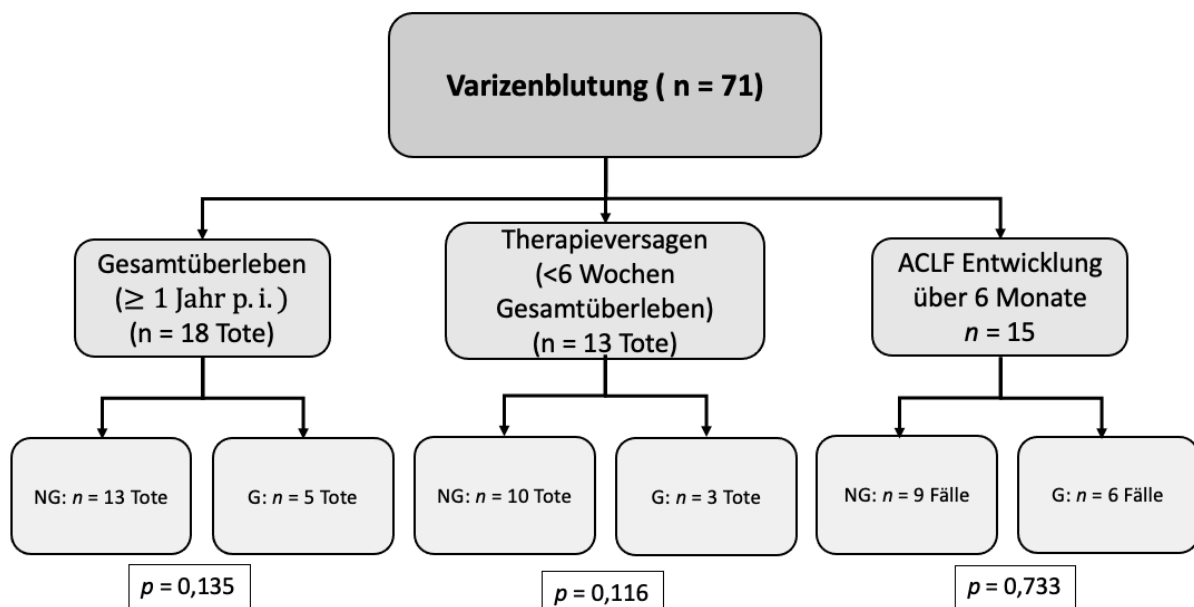 Varizenblutung ( n = 71)
Gesamtüberleben
(≥ 1 Jahr p. i. )
(n = 18 Tote)
Therapieversagen
(<6 Wochen
Gesamtüberleben)
(n = 13 Tote)
ACLF Entwicklung
über 6 Monate
n = 15
NG: n = 13 Tote
G: n = 5 Tote
NG: n = 10 Tote
G: n = 3 Tote
NG: n = 9 Fälle
G: n = 6 Fälle
p = 0,135
p = 0,116
p = 0,733